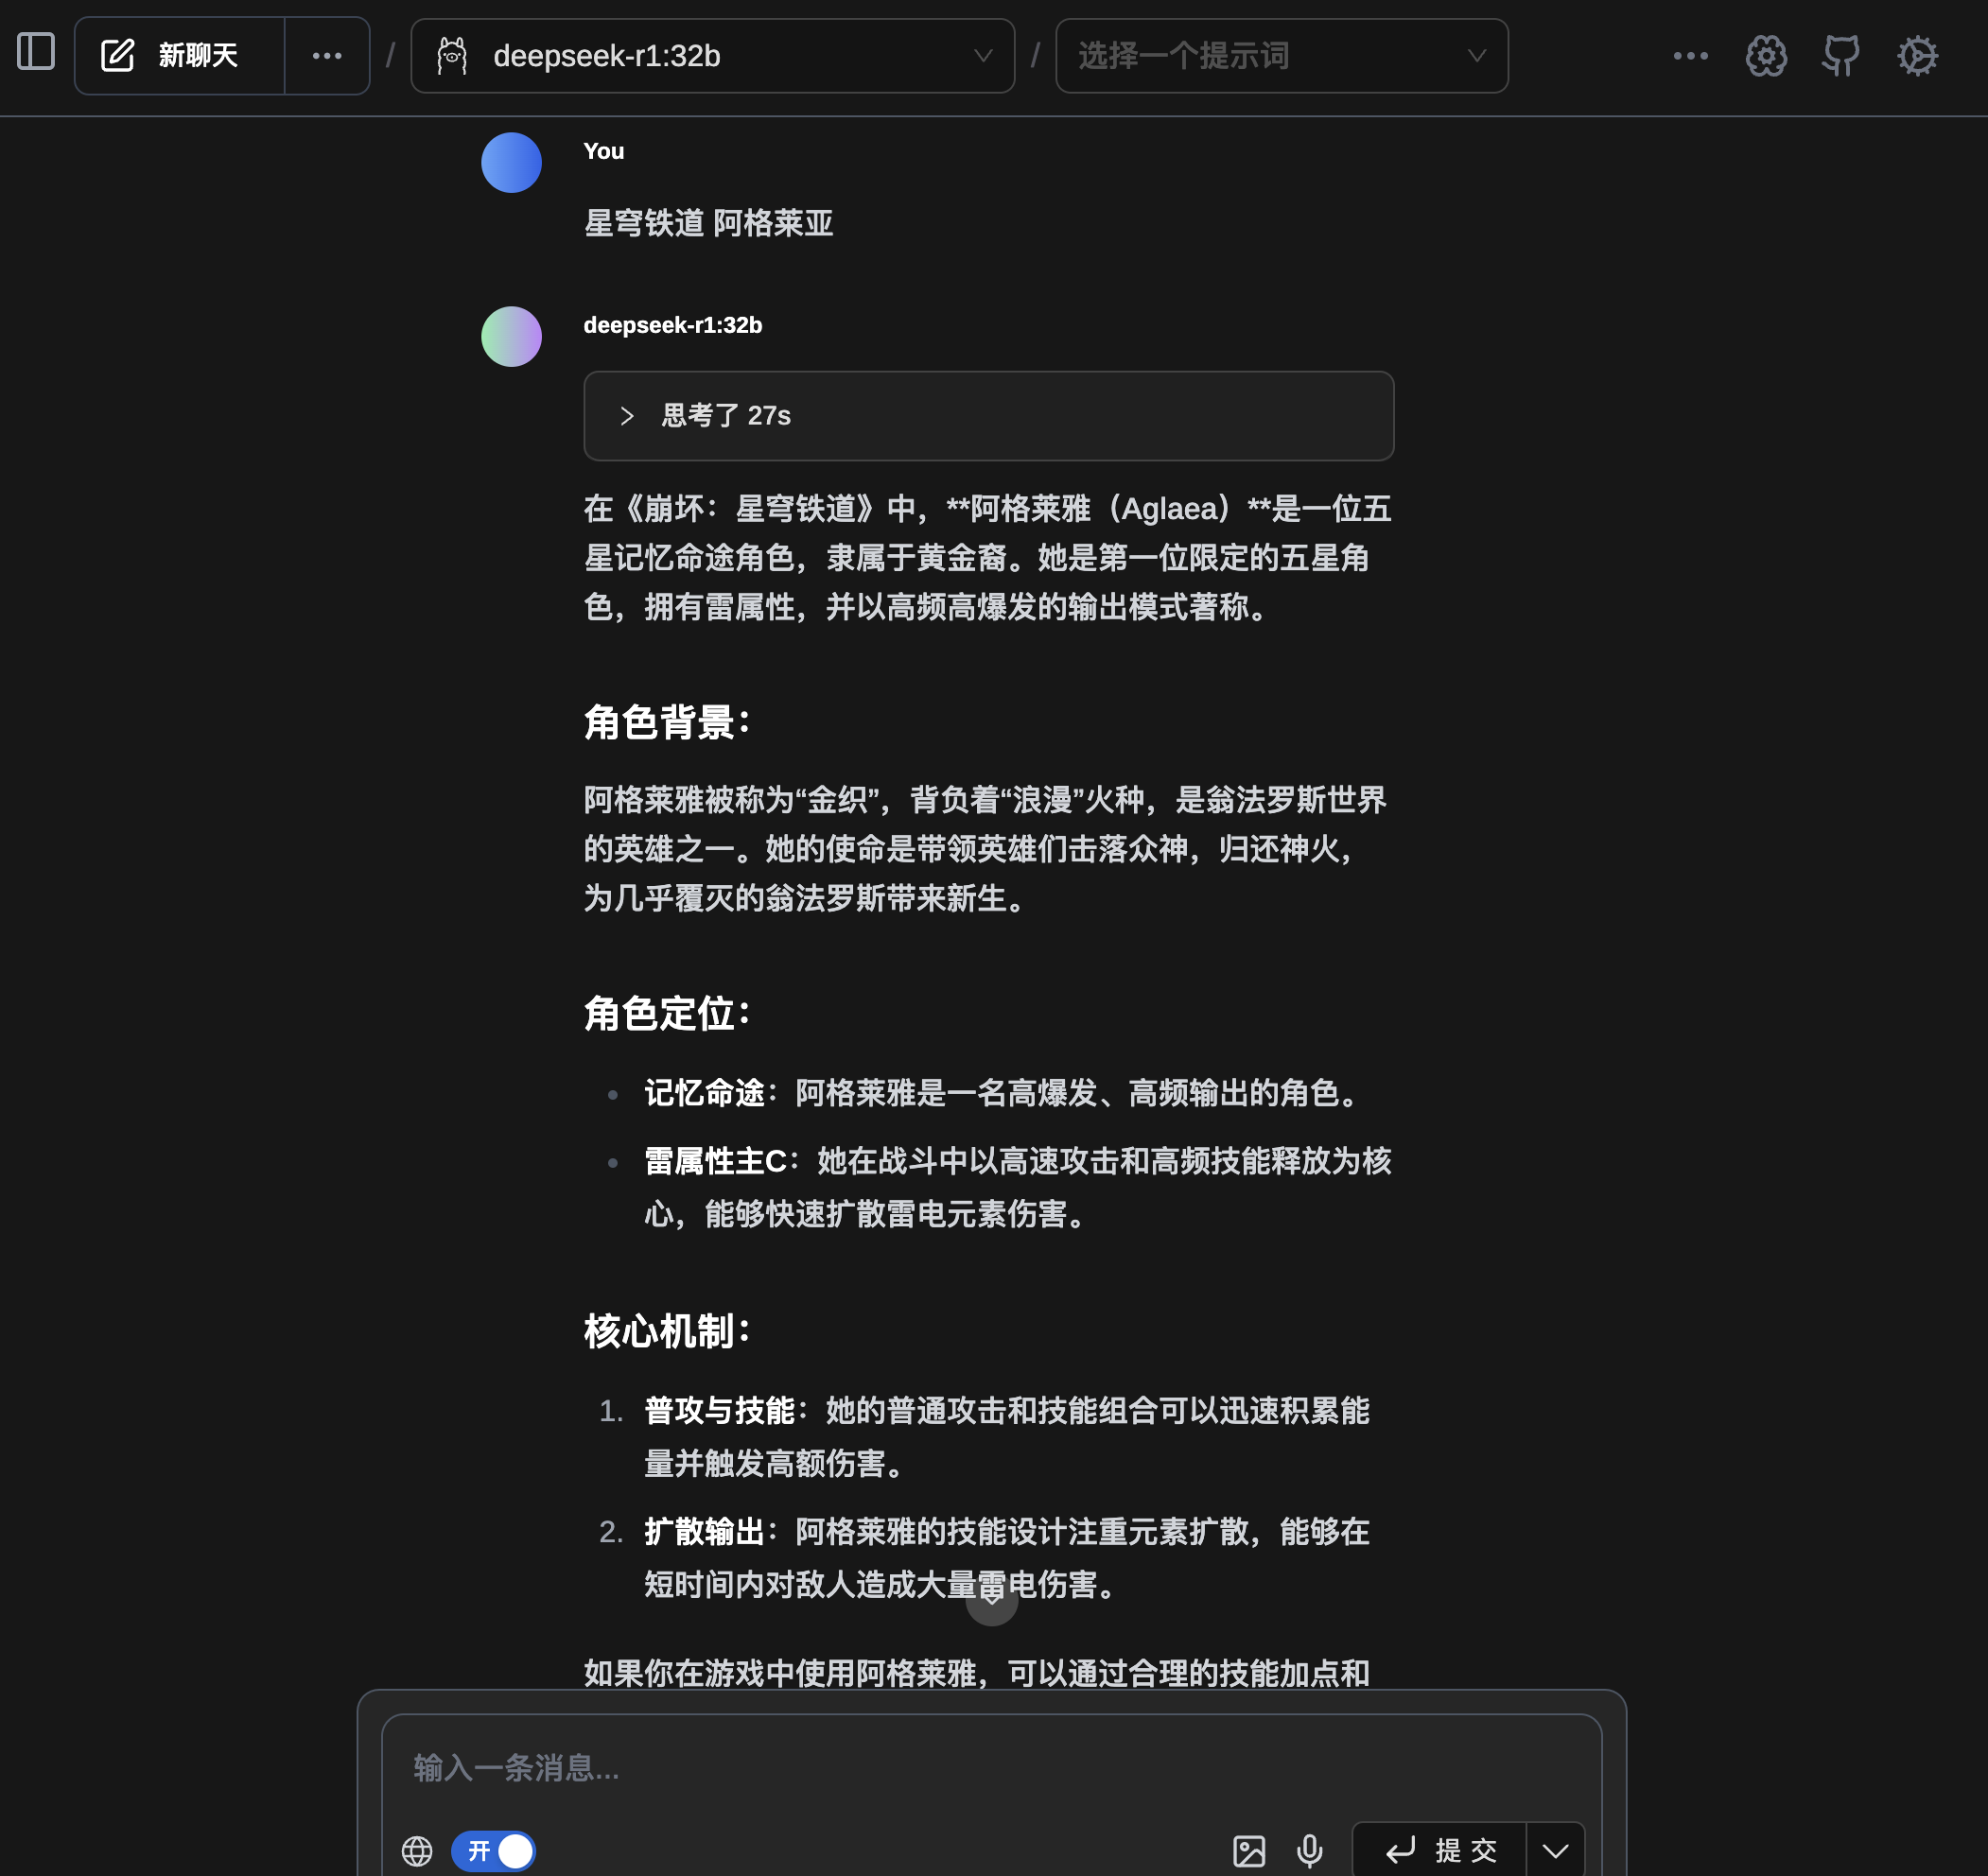 新聊天
/
deepseek-r1:32b
/
选择一个提示词
You
星穹铁道 阿格莱亚
deepseek-r1:32b
思考了 27s
在《崩坏：星穹铁道》中，**阿格莱雅（Aglaea）**是一位五
星记忆命途角色，隶属于黄金裔。她是第一位限定的五星角
色，拥有雷属性，并以高频高爆发的输出模式著称。
角色背景：
阿格莱雅被称为“金织”，背负着“浪漫”火种，是翁法罗斯世界
的英雄之一。她的使命是带领英雄们击落众神，归还神火，
为几乎覆灭的翁法罗斯带来新生。
角色定位：
• 记忆命途：阿格莱雅是一名高爆发、高频输出的角色。
• 雷属性主C：她在战斗中以高速攻击和高频技能释放为核
心，能够快速扩散雷电元素伤害。
核心机制：
1. 普攻与技能：她的普通攻击和技能组合可以迅速积累能
量并触发高额伤害。
2. 扩散输出：阿格莱雅的技能设计注重元素扩散，能够在
短时间内对敌人造成大量雷电伤害。
如果你在游戏中使用阿格莱雅，可以通过合理的技能加点和
输入一条消息...
开
提 交